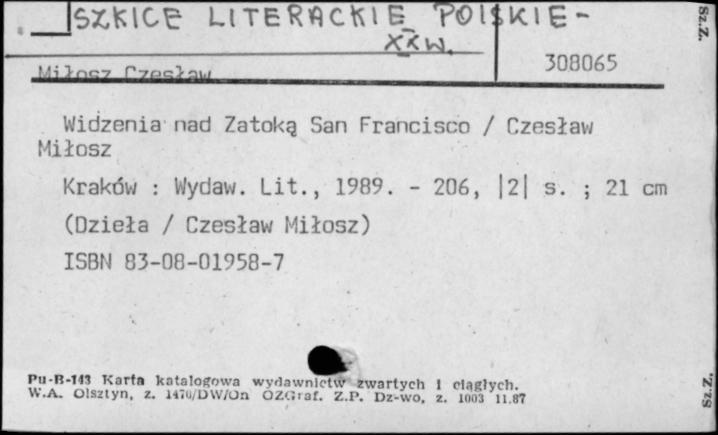 SZKICE LITERACKIE POLSKIE-
XX W.
308065
Miłosz Czesław
Widzenia nad Zatoką San Francisco / Czesław
Miłosz
Kraków : Wydaw. Lit., 1989. - 206, |2| s. ; 21 cm
(Dzieła / Czesław Miłosz)
ISBN 83-08-01958-7
Pu-B-143 Karta katalogowa wydawnictw zwartych i ciągłych.
W.A. Olsztyn, z. 1470/DW/On OZGraf. Z.P. Dz-wo, z. 1003 11.87
Sz.Z.
Sz.Z.